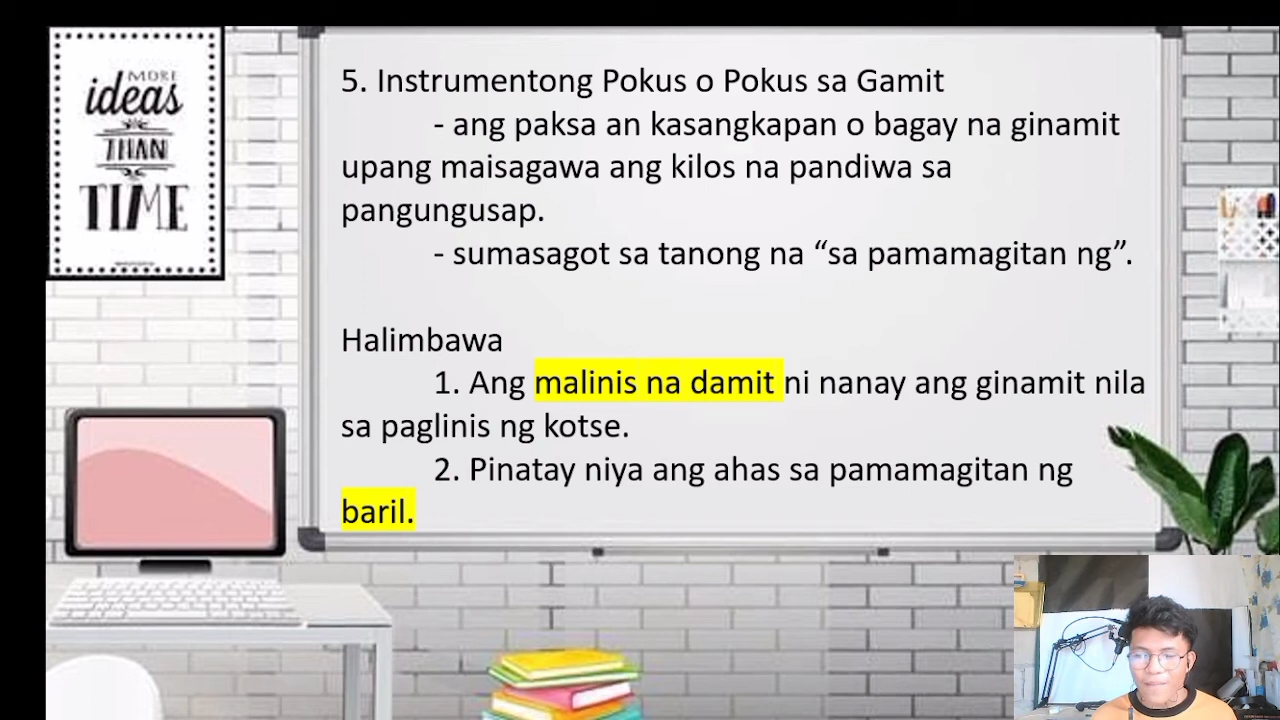 MORE
ideas
THAN
TIME
5. Instrumentong Pokus o Pokus sa Gamit
- ang paksa an kasangkapan o bagay na ginamit
upang maisagawa ang kilos na pandiwa sa
pangungusap.
- sumasagot sa tanong na “sa pamamagitan ng”.
Halimbawa
1. Ang malinis na damit ni nanay ang ginamit nila
sa paglinis ng kotse.
2. Pinatay niya ang ahas sa pamamagitan ng
baril.